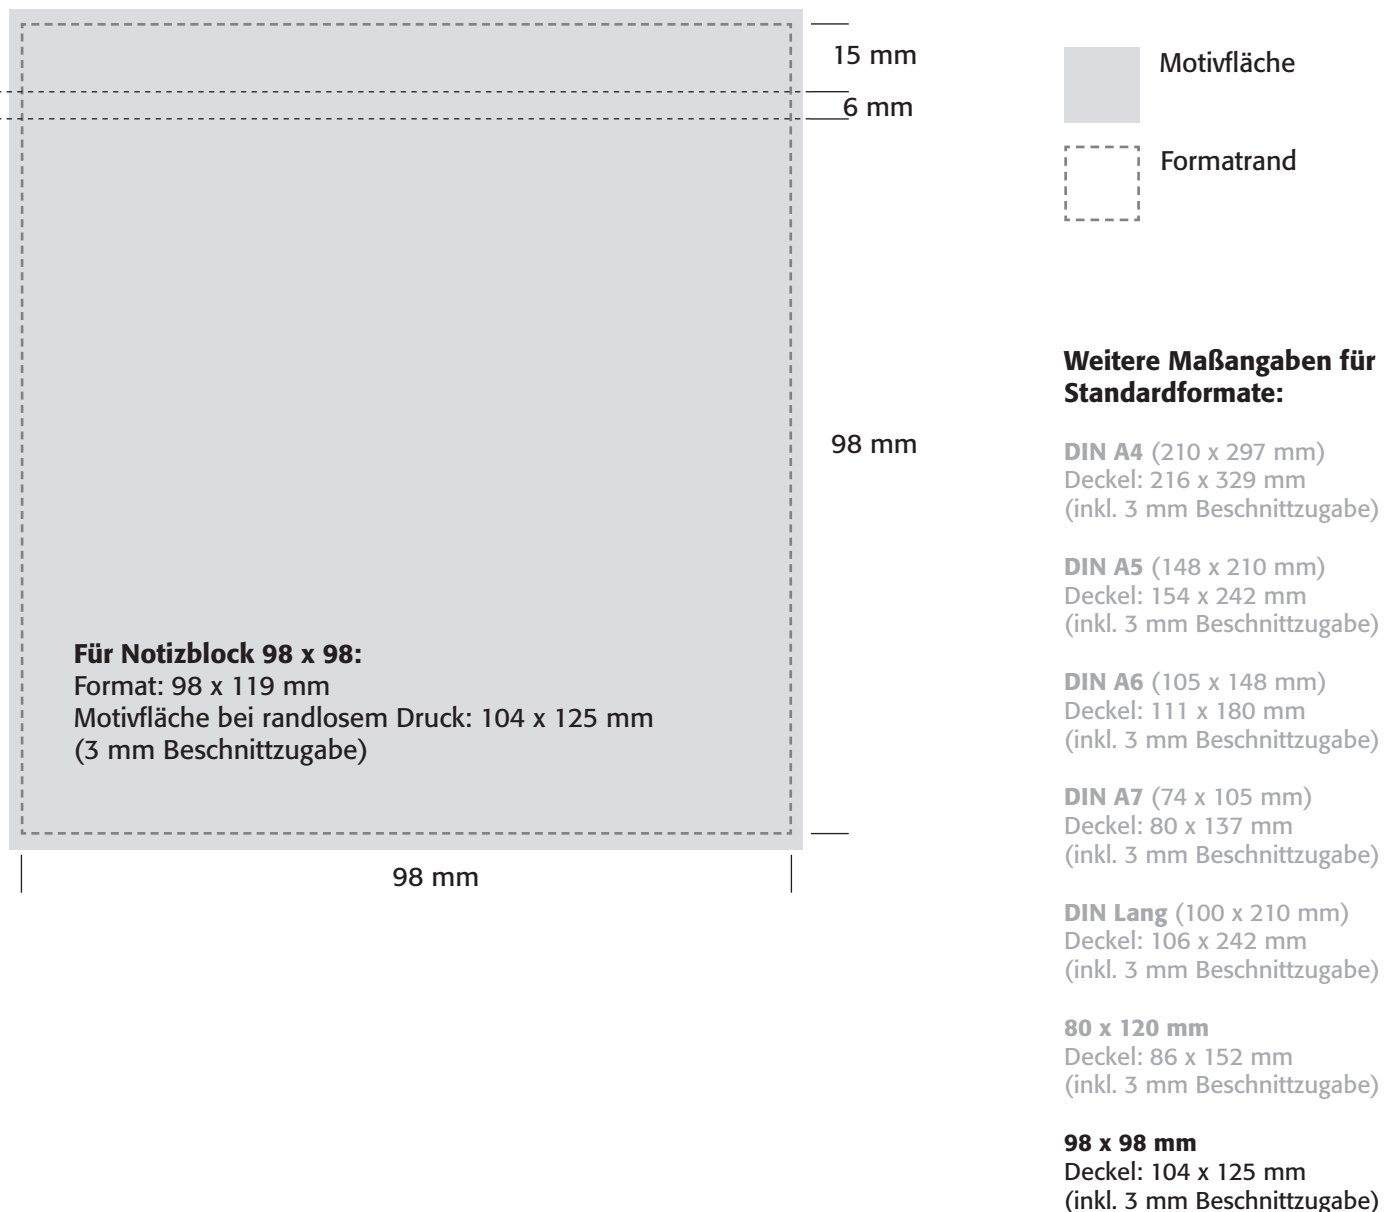 15 mm
6 mm
98 mm
Für Notizblock 98 x 98:
Format: 98 x 119 mm
Motivfläche bei randlosem Druck: 104 x 125 mm
(3 mm Beschnittzugabe)
98 mm
Motivfläche
Formatrand
Weitere Maßangaben für
Standardformate:
DIN A4 (210 x 297 mm)
Deckel: 216 x 329 mm
(inkl. 3 mm Beschnittzugabe)
DIN A5 (148 x 210 mm)
Deckel: 154 x 242 mm
(inkl. 3 mm Beschnittzugabe)
DIN A6 (105 x 148 mm)
Deckel: 111 x 180 mm
(inkl. 3 mm Beschnittzugabe)
DIN A7 (74 x 105 mm)
Deckel: 80 x 137 mm
(inkl. 3 mm Beschnittzugabe)
DIN Lang (100 x 210 mm)
Deckel: 106 x 242 mm
(inkl. 3 mm Beschnittzugabe)
80 x 120 mm
Deckel: 86 x 152 mm
(inkl. 3 mm Beschnittzugabe)
98 x 98 mm
Deckel: 104 x 125 mm
(inkl. 3 mm Beschnittzugabe)